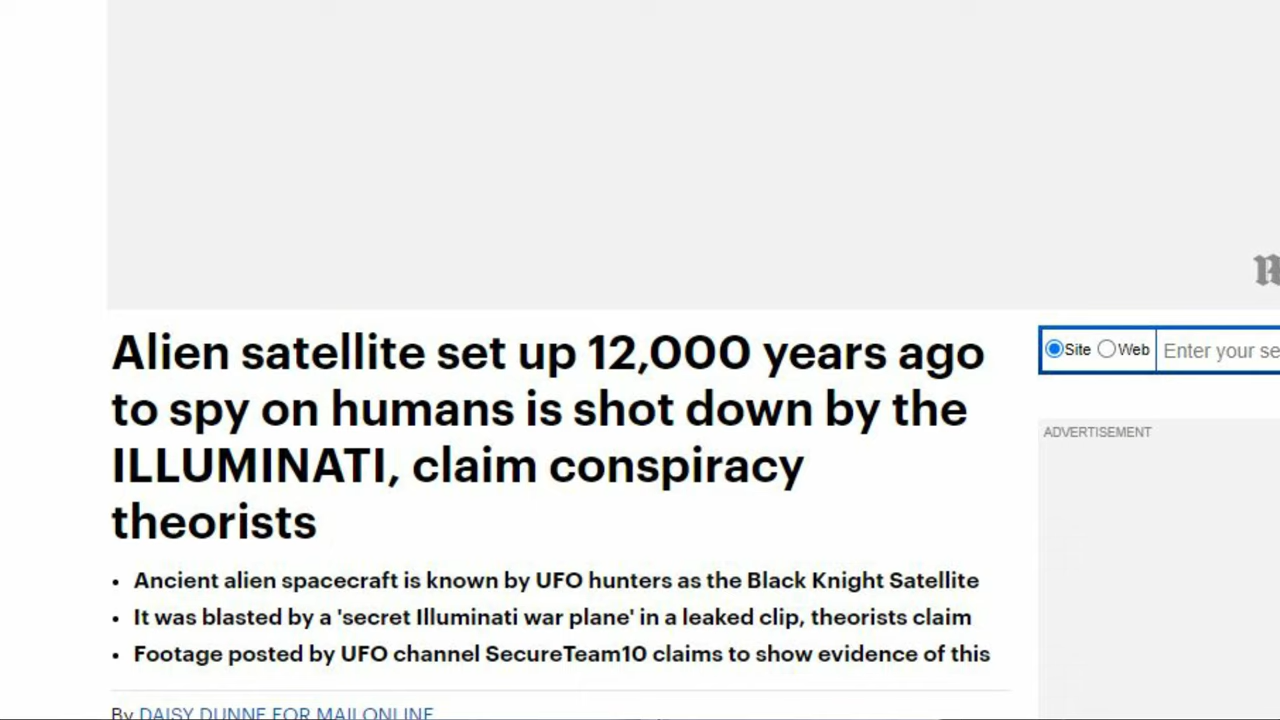 Alien satellite set up 12,000 years ago
to spy on humans is shot down by the
ILLUMINATI, claim conspiracy
theorists
• Ancient alien spacecraft is known by UFO hunters as the Black Knight Satellite
• It was blasted by a 'secret Illuminati war plane' in a leaked clip, theorists claim
• Footage posted by UFO channel SecureTeam10 claims to show evidence of this
By DAISY DUNNE FOR MAILONLINE
Site Web Enter your se
ADVERTISEMENT